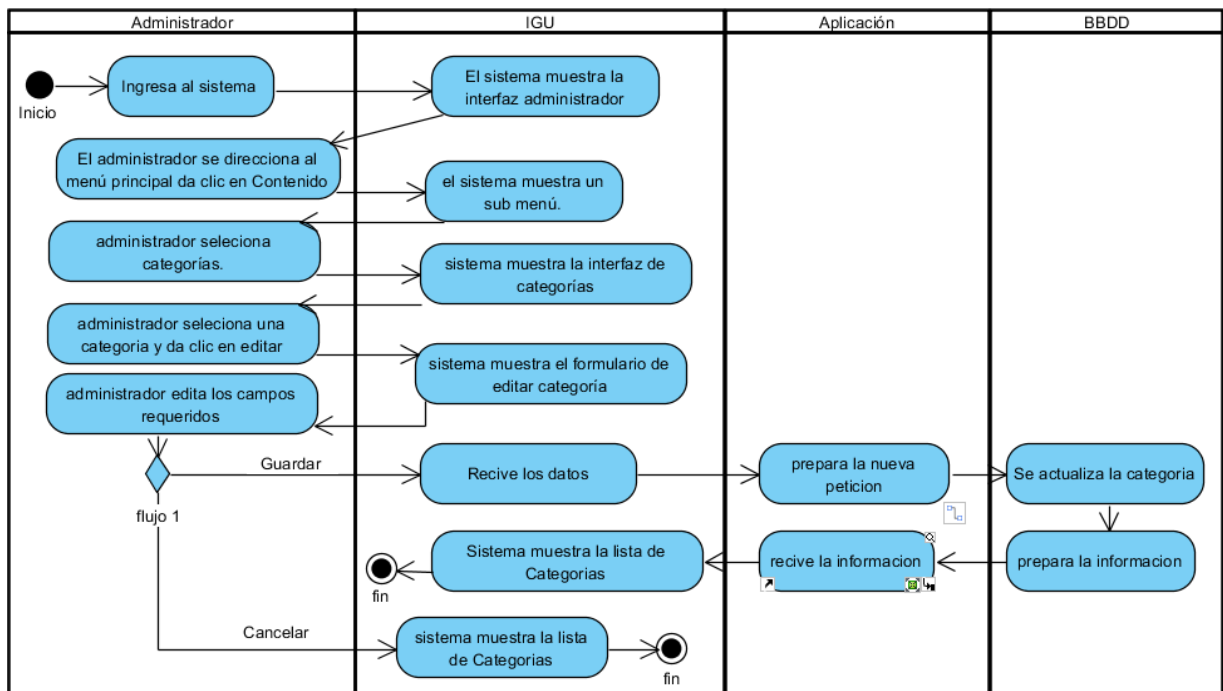 Administrador
IGU
Aplicación
BBDD
Inicio
Ingresa al sistema
El sistema muestra la
interfaz administrador
El administrador se direcciona al
menú principal da clic en Contenido
el sistema muestra un
sub menú.
administrador seleciona
categorías.
sistema muestra la interfaz de
categorías
administrador seleciona una
categoria y da clic en editar
sistema muestra el formulario de
editar categoría
administrador edita los campos
requeridos
flujo 1
Guardar
Recive los datos
prepara la nueva
peticion
Se actualiza la categoria
prepara la informacion
recive la informacion
Sistema muestra la lista de
Categorias
fin
Cancelar
sistema muestra la lista
de Categorias
fin